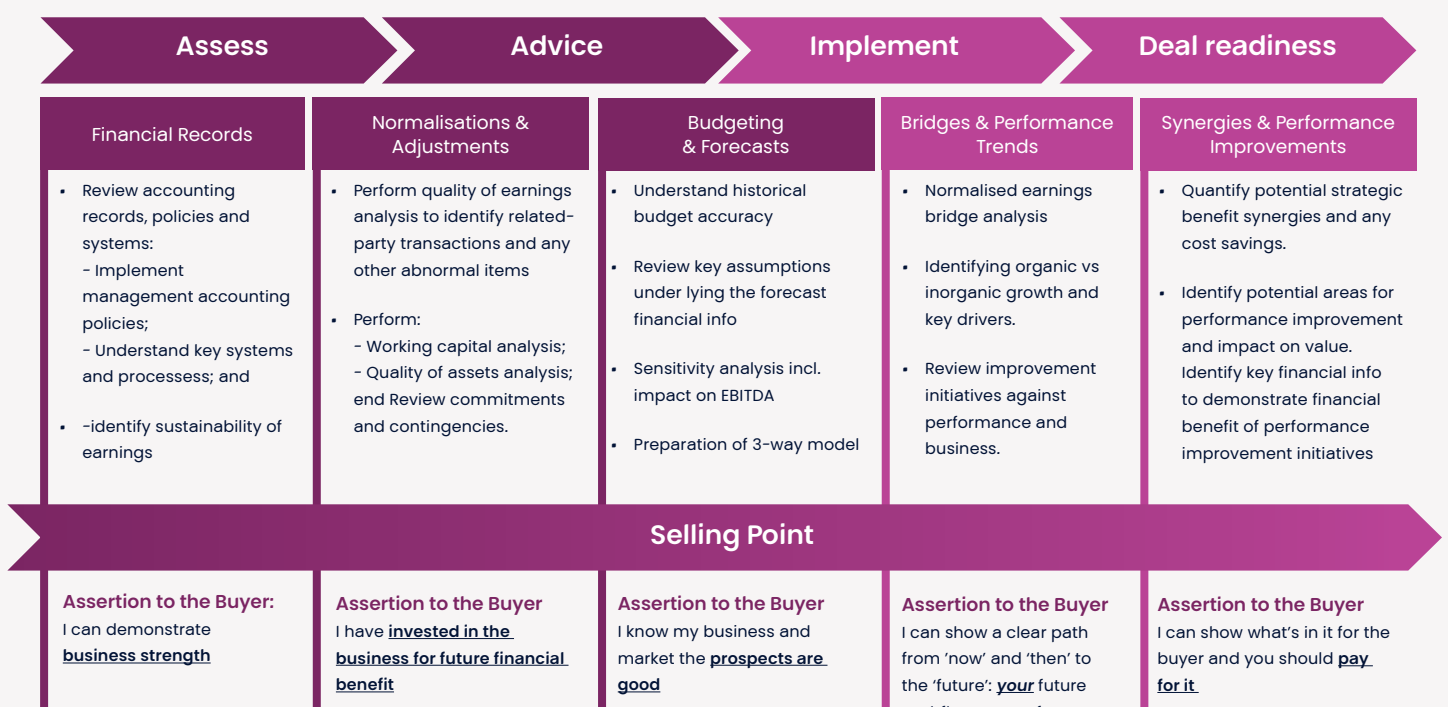 Assess
Advice
Implement
Deal readiness
Financial Records
Normalisations &
Adjustments
Budgeting
& Forecasts
Bridges & Performance
Trends
Synergies & Performance
Improvements
• Review accounting
records, policies and
systems:
- Implement
management accounting
policies;
- Understand key systems
and processess; and
• -identify sustainability of
earnings
• Perform quality of earnings
analysis to identify related-
party transactions and any
other abnormal items
• Perform:
- Working capital analysis;
- Quality of assets analysis;
end Review commitments
and contingencies.
• Understand historical
budget accuracy
• Review key assumptions
under lying the forecast
financial info
• Sensitivity analysis incl.
impact on EBITDA
• Preparation of 3-way model
• Normalised earnings
bridge analysis
• Identifying organic vs
inorganic growth and
key drivers.
• Review improvement
initiatives against
performance and
business.
• Quantify potential strategic
benefit synergies and any
cost savings.
• Identify potential areas for
performance improvement
and impact on value.
Identify key financial info
to demonstrate financial
benefit of performance
improvement initiatives
Selling Point
Assertion to the Buyer:
I can demonstrate
business strength
Assertion to the Buyer
I have invested in the
business for future financial
benefit
Assertion to the Buyer
I know my business and
market the prospects are
good
Assertion to the Buyer
I can show a clear path
from ’now’ and ‘then’ to
the ‘future’: your future
Assertion to the Buyer
I can show what’s in it for the
buyer and you should pay
for it